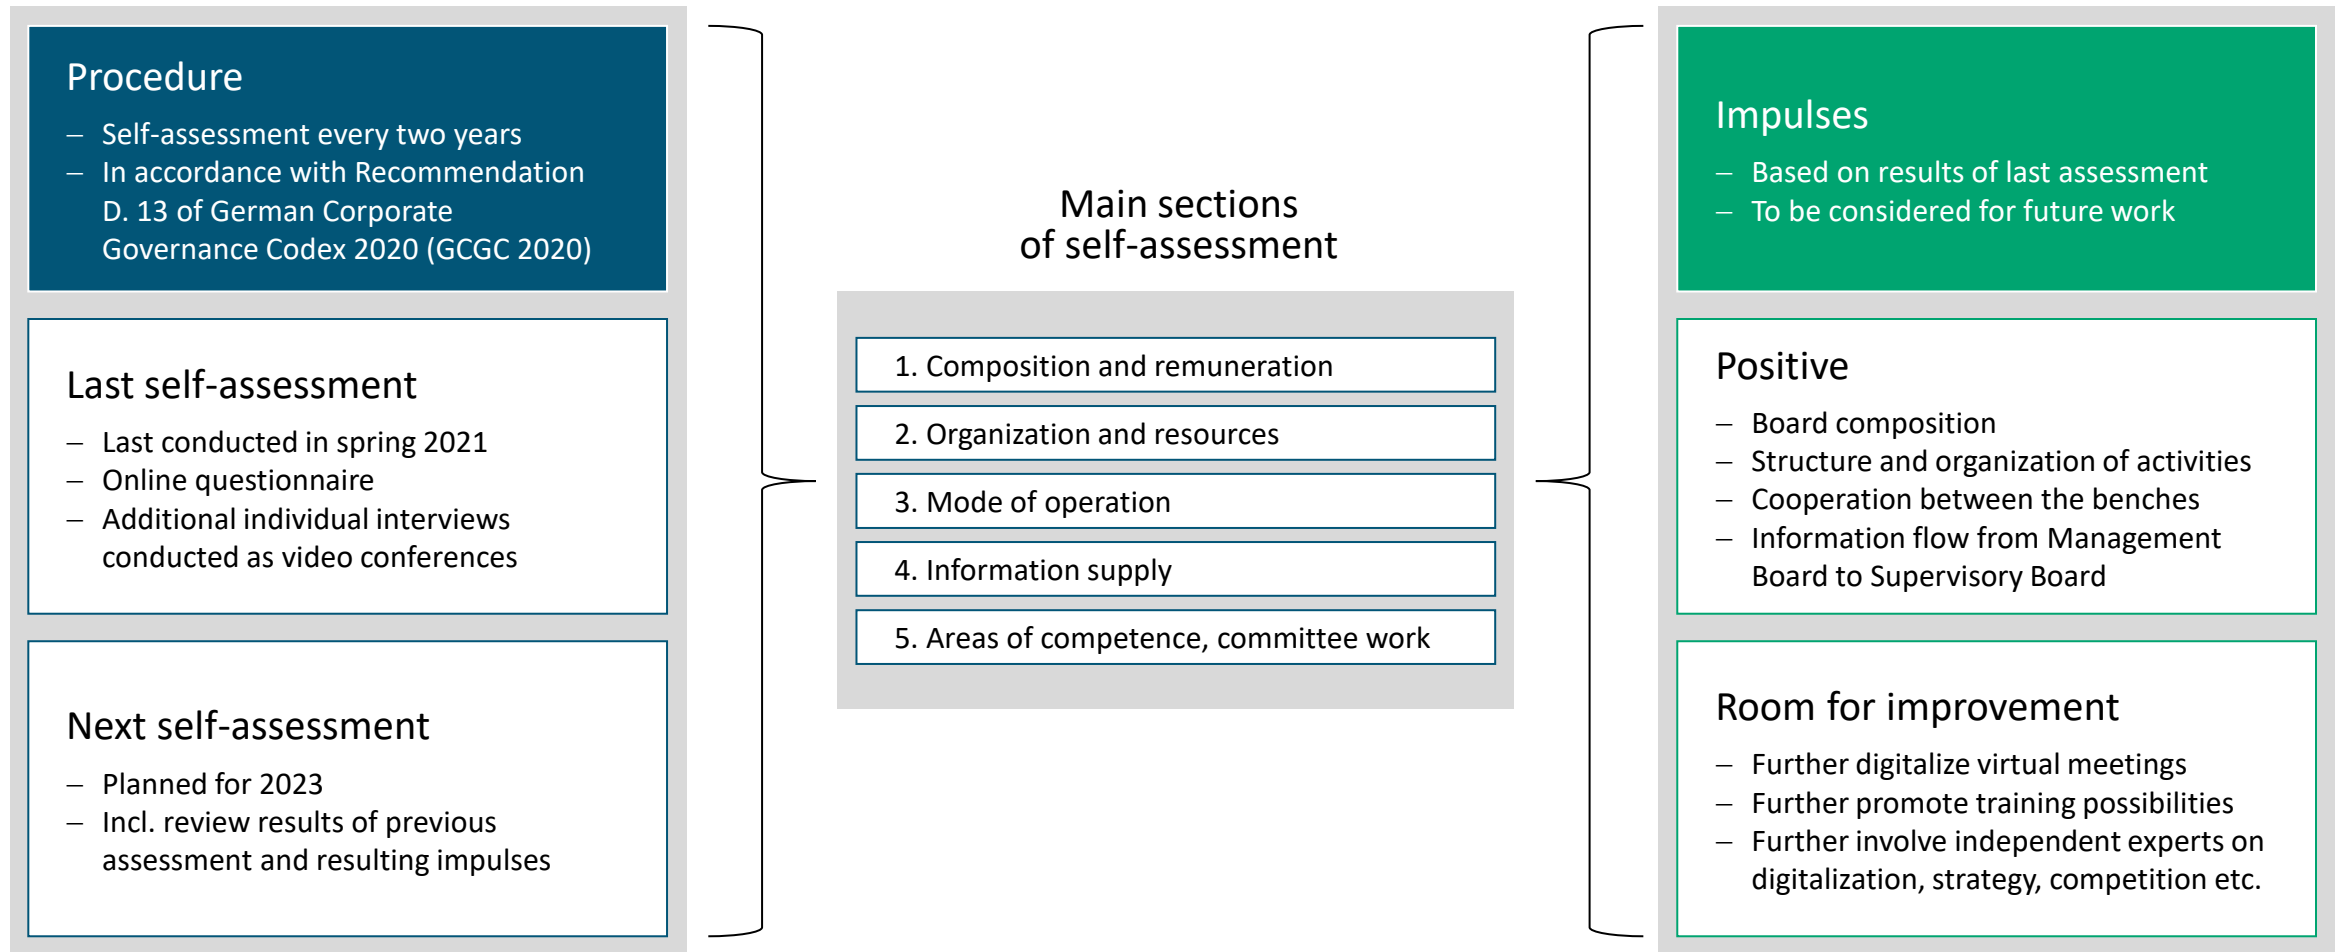 Procedure
– Self-assessment every two years
– In accordance with Recommendation
D. 13 of German Corporate
Governance Codex 2020 (GCGC 2020)
Last self-assessment
– Last conducted in spring 2021
– Online questionnaire
– Additional individual interviews
conducted as video conferences
Next self-assessment
– Planned for 2023
– Incl. review results of previous
assessment and resulting impulses
Main sections
of self-assessment
1. Composition and remuneration
2. Organization and resources
3. Mode of operation
4. Information supply
5. Areas of competence, committee work
Impulses
– Based on results of last assessment
– To be considered for future work
Positive
– Board composition
– Structure and organization of activities
– Cooperation between the benches
– Information flow from Management
Board to Supervisory Board
Room for improvement
– Further digitalize virtual meetings
– Further promote training possibilities
– Further involve independent experts on
digitalization, strategy, competition etc.